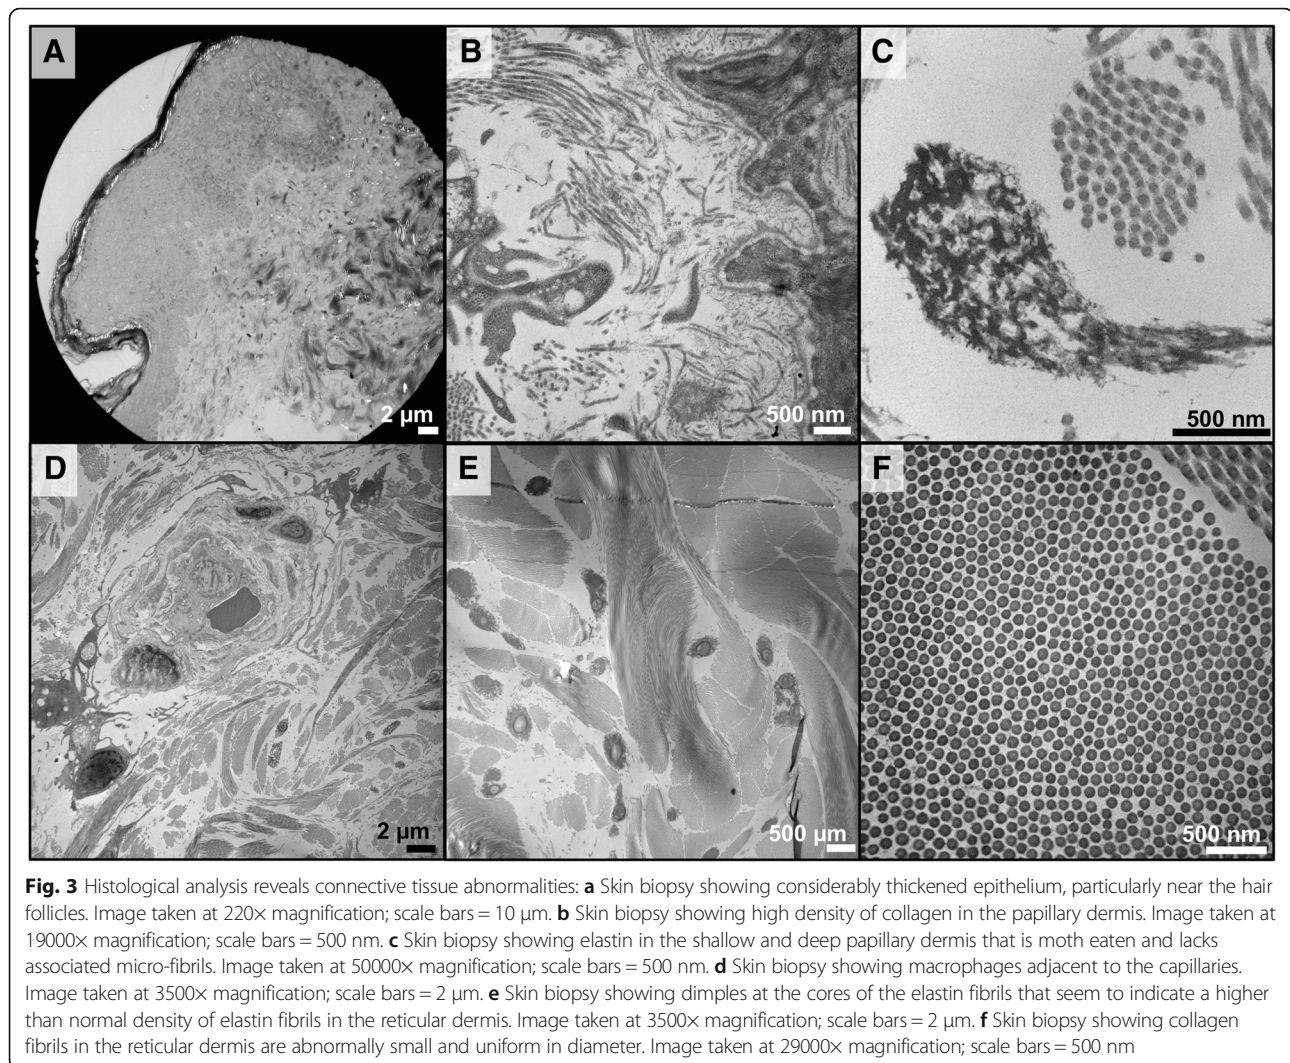 A
B
C
2 µm
500 nm
500 nm
D
E
F
2 µm
500 µm
500 nm
Fig. 3 Histological analysis reveals connective tissue abnormalities: a Skin biopsy showing considerably thickened epithelium, particularly near the hair
follicles. Image taken at 220× magnification; scale bars = 10 µm. b Skin biopsy showing high density of collagen in the papillary dermis. Image taken at
19000× magnification; scale bars = 500 nm. c Skin biopsy showing elastin in the shallow and deep papillary dermis that is moth eaten and lacks
associated micro-fibrils. Image taken at 50000× magnification; scale bars = 500 nm. d Skin biopsy showing macrophages adjacent to the capillaries.
Image taken at 3500× magnification; scale bars = 2 µm. e Skin biopsy showing dimples at the cores of the elastin fibrils that seem to indicate a higher
than normal density of elastin fibrils in the reticular dermis. Image taken at 3500× magnification; scale bars = 2 µm. f Skin biopsy showing collagen
fibrils in the reticular dermis are abnormally small and uniform in diameter. Image taken at 29000× magnification; scale bars = 500 nm